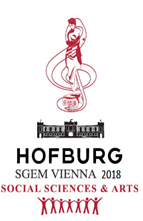 HOFBURG
SGEM VIENNA 2018
SOCIAL SCIENCES & ARTS